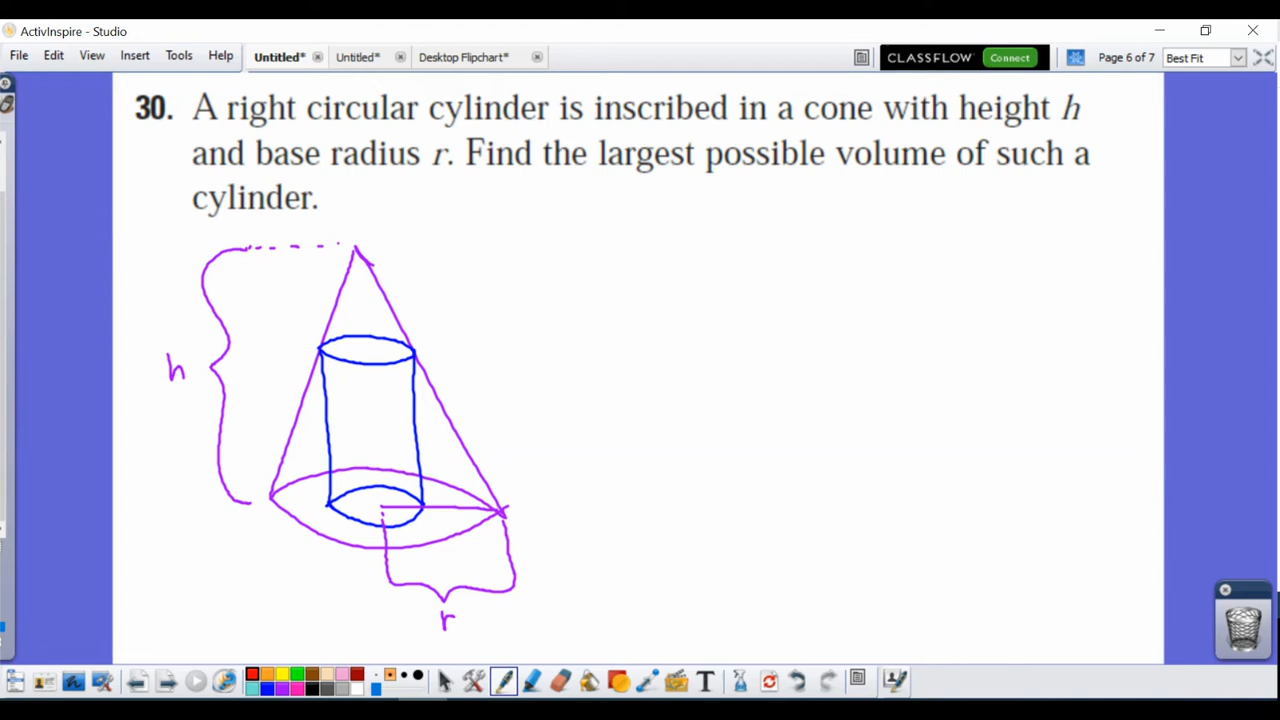 ActivInspire - Studio
File Edit View Insert Tools Help Untitled* Untitled* Desktop Flipchart* CLASSFLOW Connect Page 6 of 7 Best Fit
30. A right circular cylinder is inscribed in a cone with height h
and base radius r. Find the largest possible volume of such a
cylinder.
h
r
T